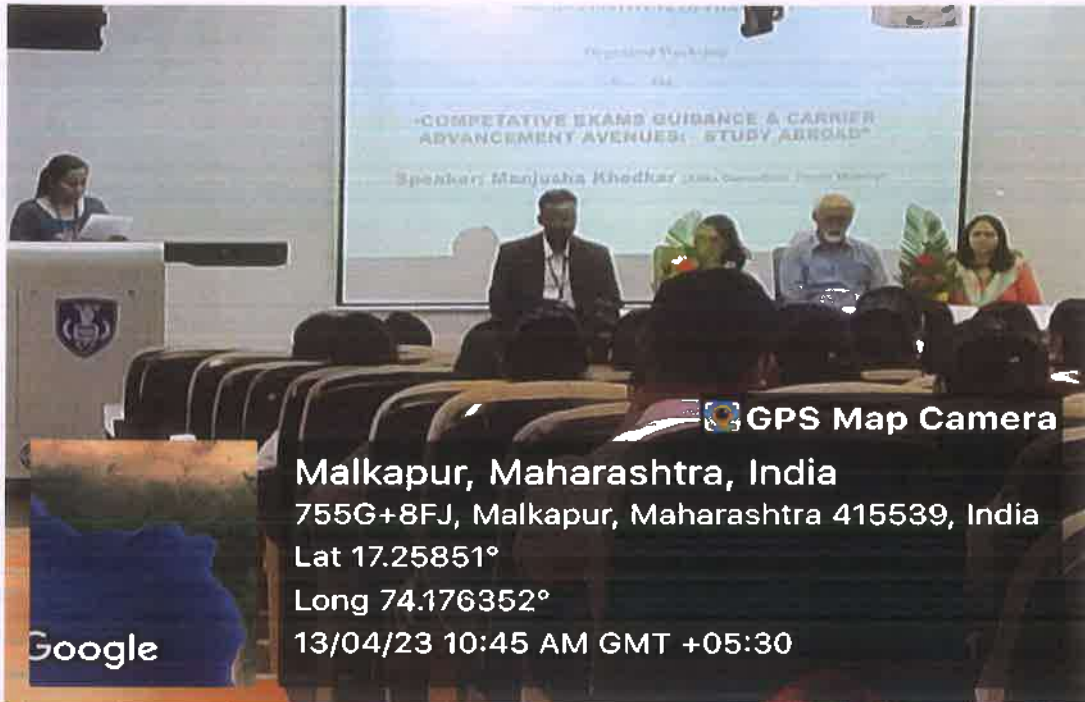 "COMPETATIVE EXAMS GUIDANCE & CARRIER
ADVANCEMENT AVENUES: STUDY ABROAD"
Speaker: Manjusha Khedkar
GPS Map Camera
Malkapur, Maharashtra, India
755G+8FJ, Malkapur, Maharashtra 415539, India
Lat 17.25851°
Long 74.176352°
13/04/23 10:45 AM GMT +05:30
Google